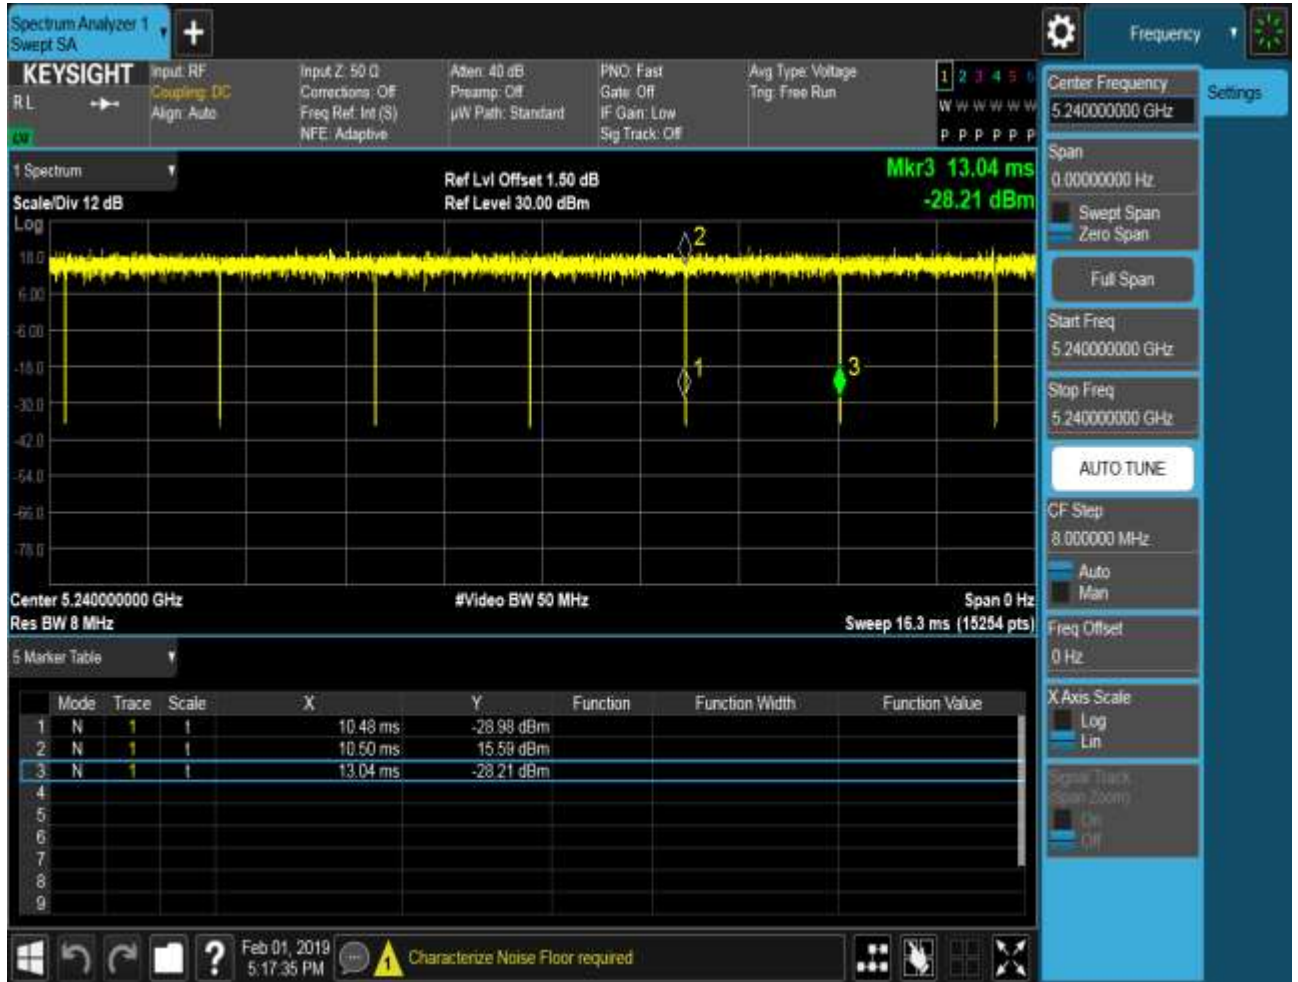 Spectrum Analyzer 1
Swept SA
+
Frequency
KEYSIGHT
RL
Input: RF
Coupling: DC
Align: Auto
Input Z: 50 Ω
Corrections: Off
Freq Ref: Int (S)
NFE: Adaptive
Atten: 40 dB
Preamp: Off
µW Path: Standard
PNO: Fast
Gate: Off
IF Gain: Low
Sig Track: Off
Avg Type: Voltage
Trig: Free Run
1 2 3 4 5 6
W W W W W W
P P P P P P
1 Spectrum
Scale/Div 12 dB
Log
Ref Lvl Offset 1.50 dB
Ref Level 30.00 dBm
Mkr3 13.04 ms
-28.21 dBm
18.0
6.00
-6.00
-18.0
-30.0
-42.0
-54.0
-66.0
-78.0
2
1
3
Center 5.240000000 GHz
#Video BW 50 MHz
Span 0 Hz
Res BW 8 MHz
Sweep 16.3 ms (15254 pts)
5 Marker Table
Mode Trace Scale X Y Function Function Width Function Value
1 N 1 t 10.48 ms -28.98 dBm
2 N 1 t 10.50 ms 15.59 dBm
3 N 1 t 13.04 ms -28.21 dBm
4
5
6
7
8
9
Feb 01, 2019
5:17:35 PM
?
1
Characterize Noise Floor required
Center Frequency
5.240000000 GHz
Settings
Span
0.00000000 Hz
Swept Span
Zero Span
Full Span
Start Freq
5.240000000 GHz
Stop Freq
5.240000000 GHz
AUTO TUNE
CF Step
8.000000 MHz
Auto
Man
Freq Offset
0 Hz
X Axis Scale
Log
Lin
Signal Track
(Span Zoom)
On
Off